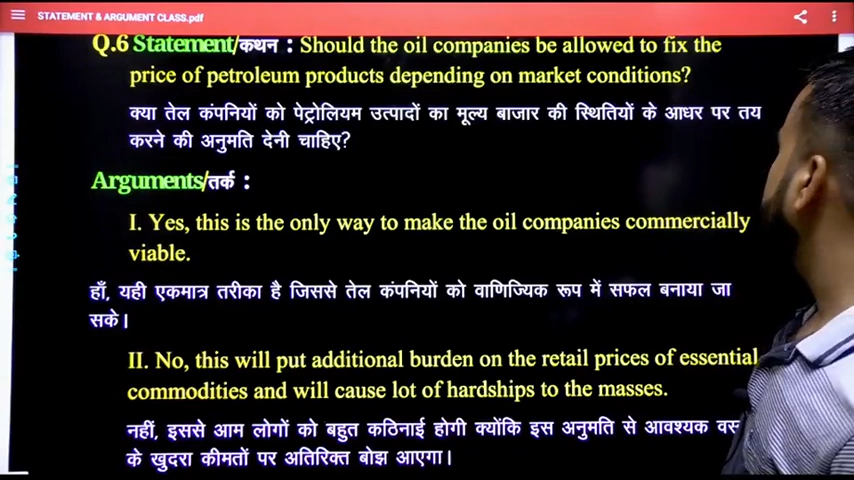 STATEMENT & ARGUMENT CLASS.pdf
Q.6 Statement/कथन : Should the oil companies be allowed to fix the
price of petroleum products depending on market conditions?
क्या तेल कंपनियों को पेट्रोलियम उत्पादों का मूल्य बाजार की स्थितियों के आधर पर तय
करने की अनुमति देनी चाहिए?
Arguments/तर्क :
I. Yes, this is the only way to make the oil companies commercially
viable.
हाँ, यही एकमात्र तरीका है जिससे तेल कंपनियों को वाणिज्यिक रूप में सफल बनाया जा
सके।
II. No, this will put additional burden on the retail prices of essential
commodities and will cause lot of hardships to the masses.
नहीं, इससे आम लोगों को बहुत कठिनाई होगी क्योंकि इस अनुमति से आवश्यक
के खुदरा कीमतों पर अतिरिक्त बोझ आएगा।